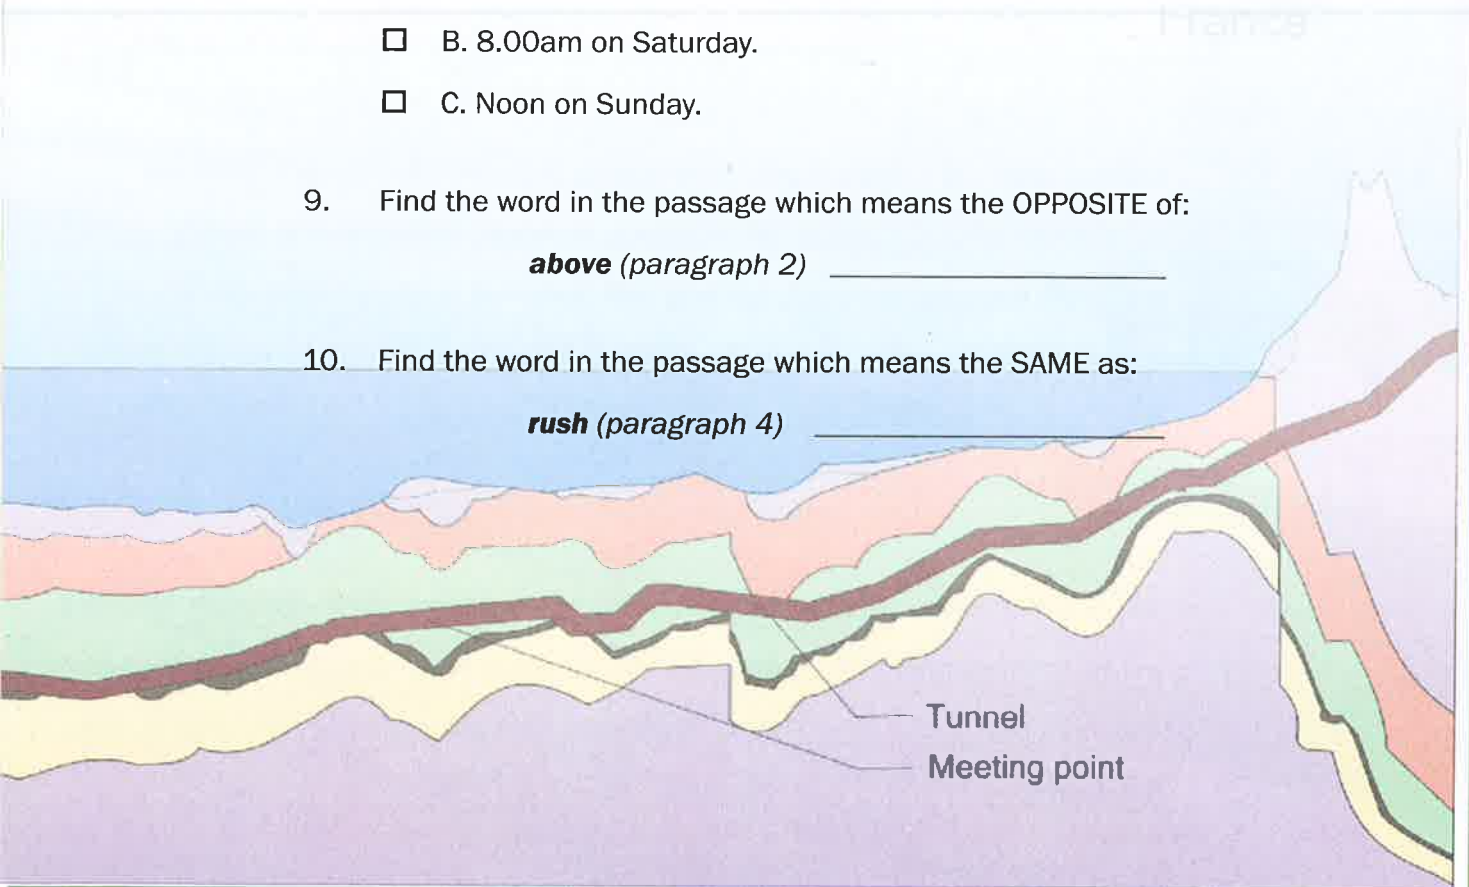 France
☐ B. 8.00am on Saturday.
☐ C. Noon on Sunday.
9. Find the word in the passage which means the OPPOSITE of:
above (paragraph 2)
10. Find the word in the passage which means the SAME as:
rush (paragraph 4)
Tunnel
Meeting point